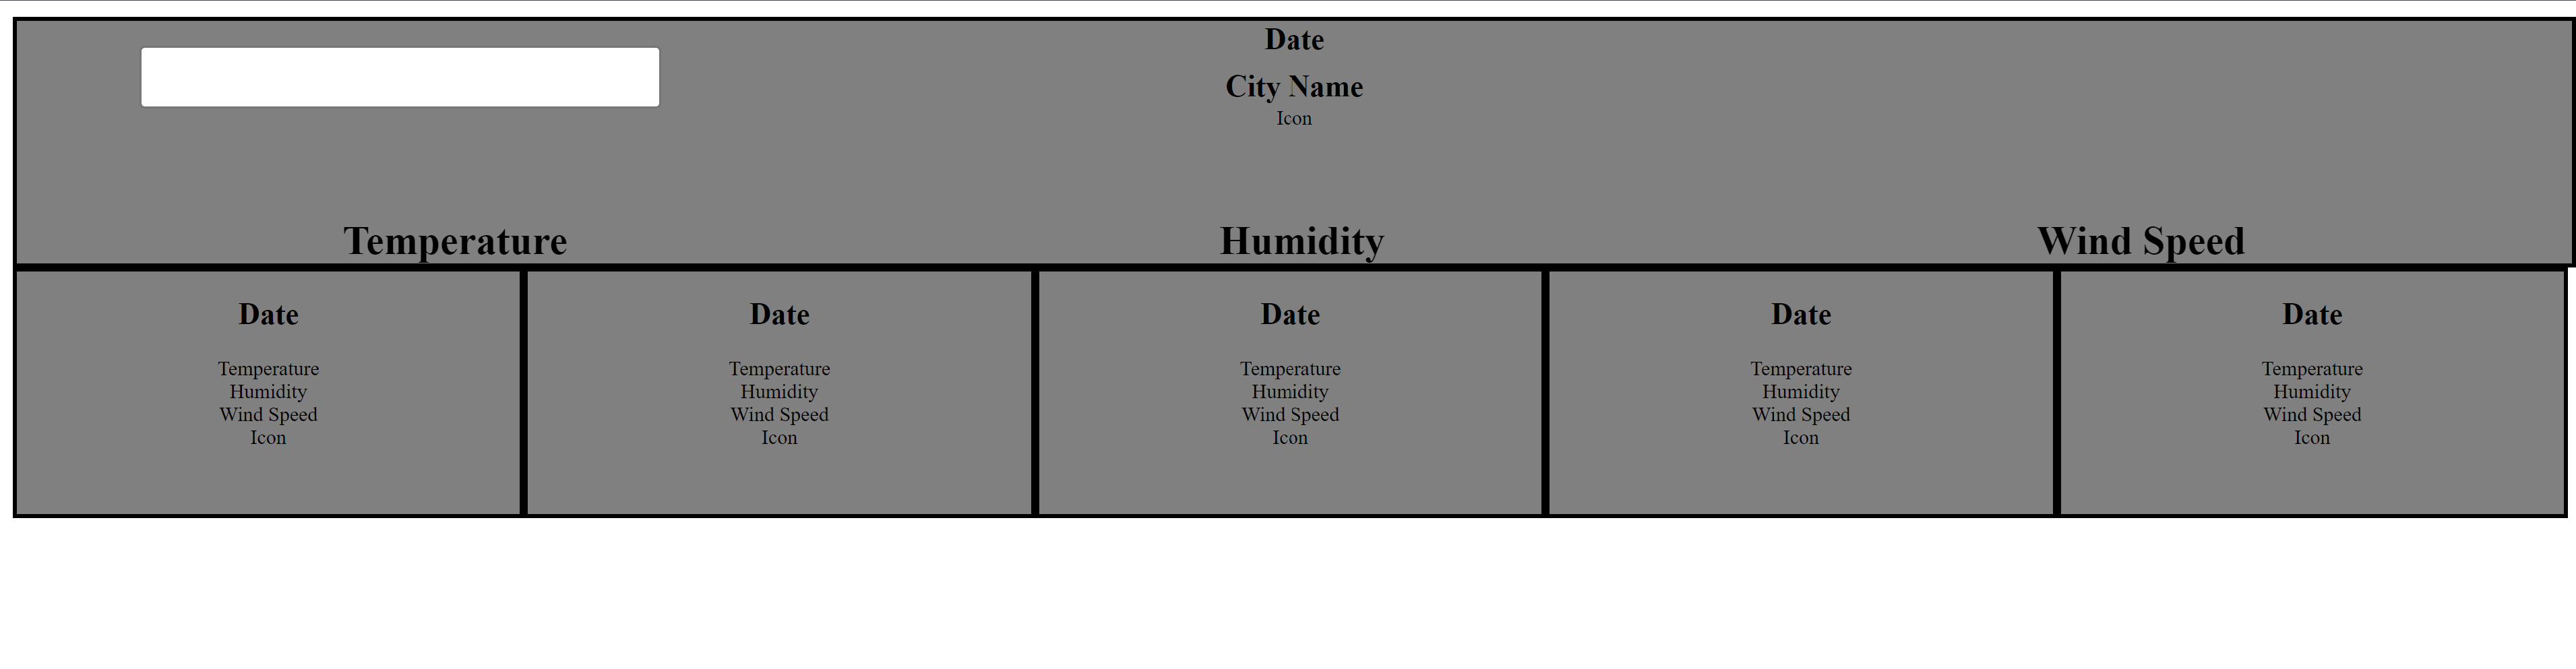 Date
City Name
Icon
Temperature Humidity Wind Speed
Date
Temperature
Humidity
Wind Speed
Icon
Date
Temperature
Humidity
Wind Speed
Icon
Date
Temperature
Humidity
Wind Speed
Icon
Date
Temperature
Humidity
Wind Speed
Icon
Date
Temperature
Humidity
Wind Speed
Icon